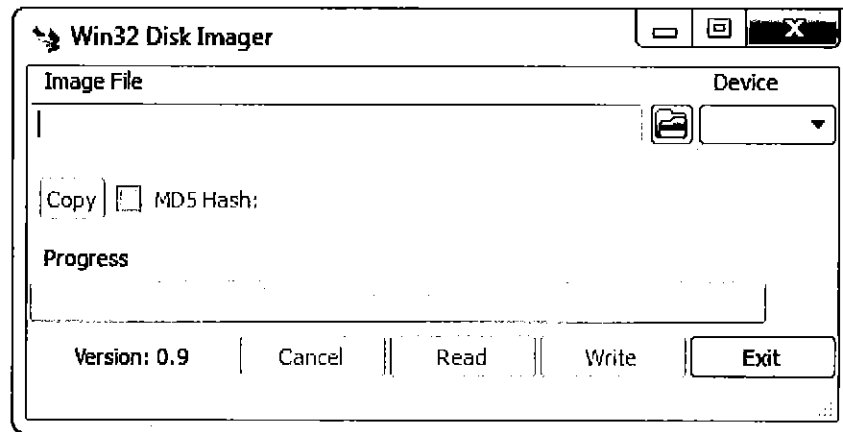 Win32 Disk Imager
Image File Device
Copy MD5 Hash:
Progress
Version: 0.9 Cancel Read Write Exit